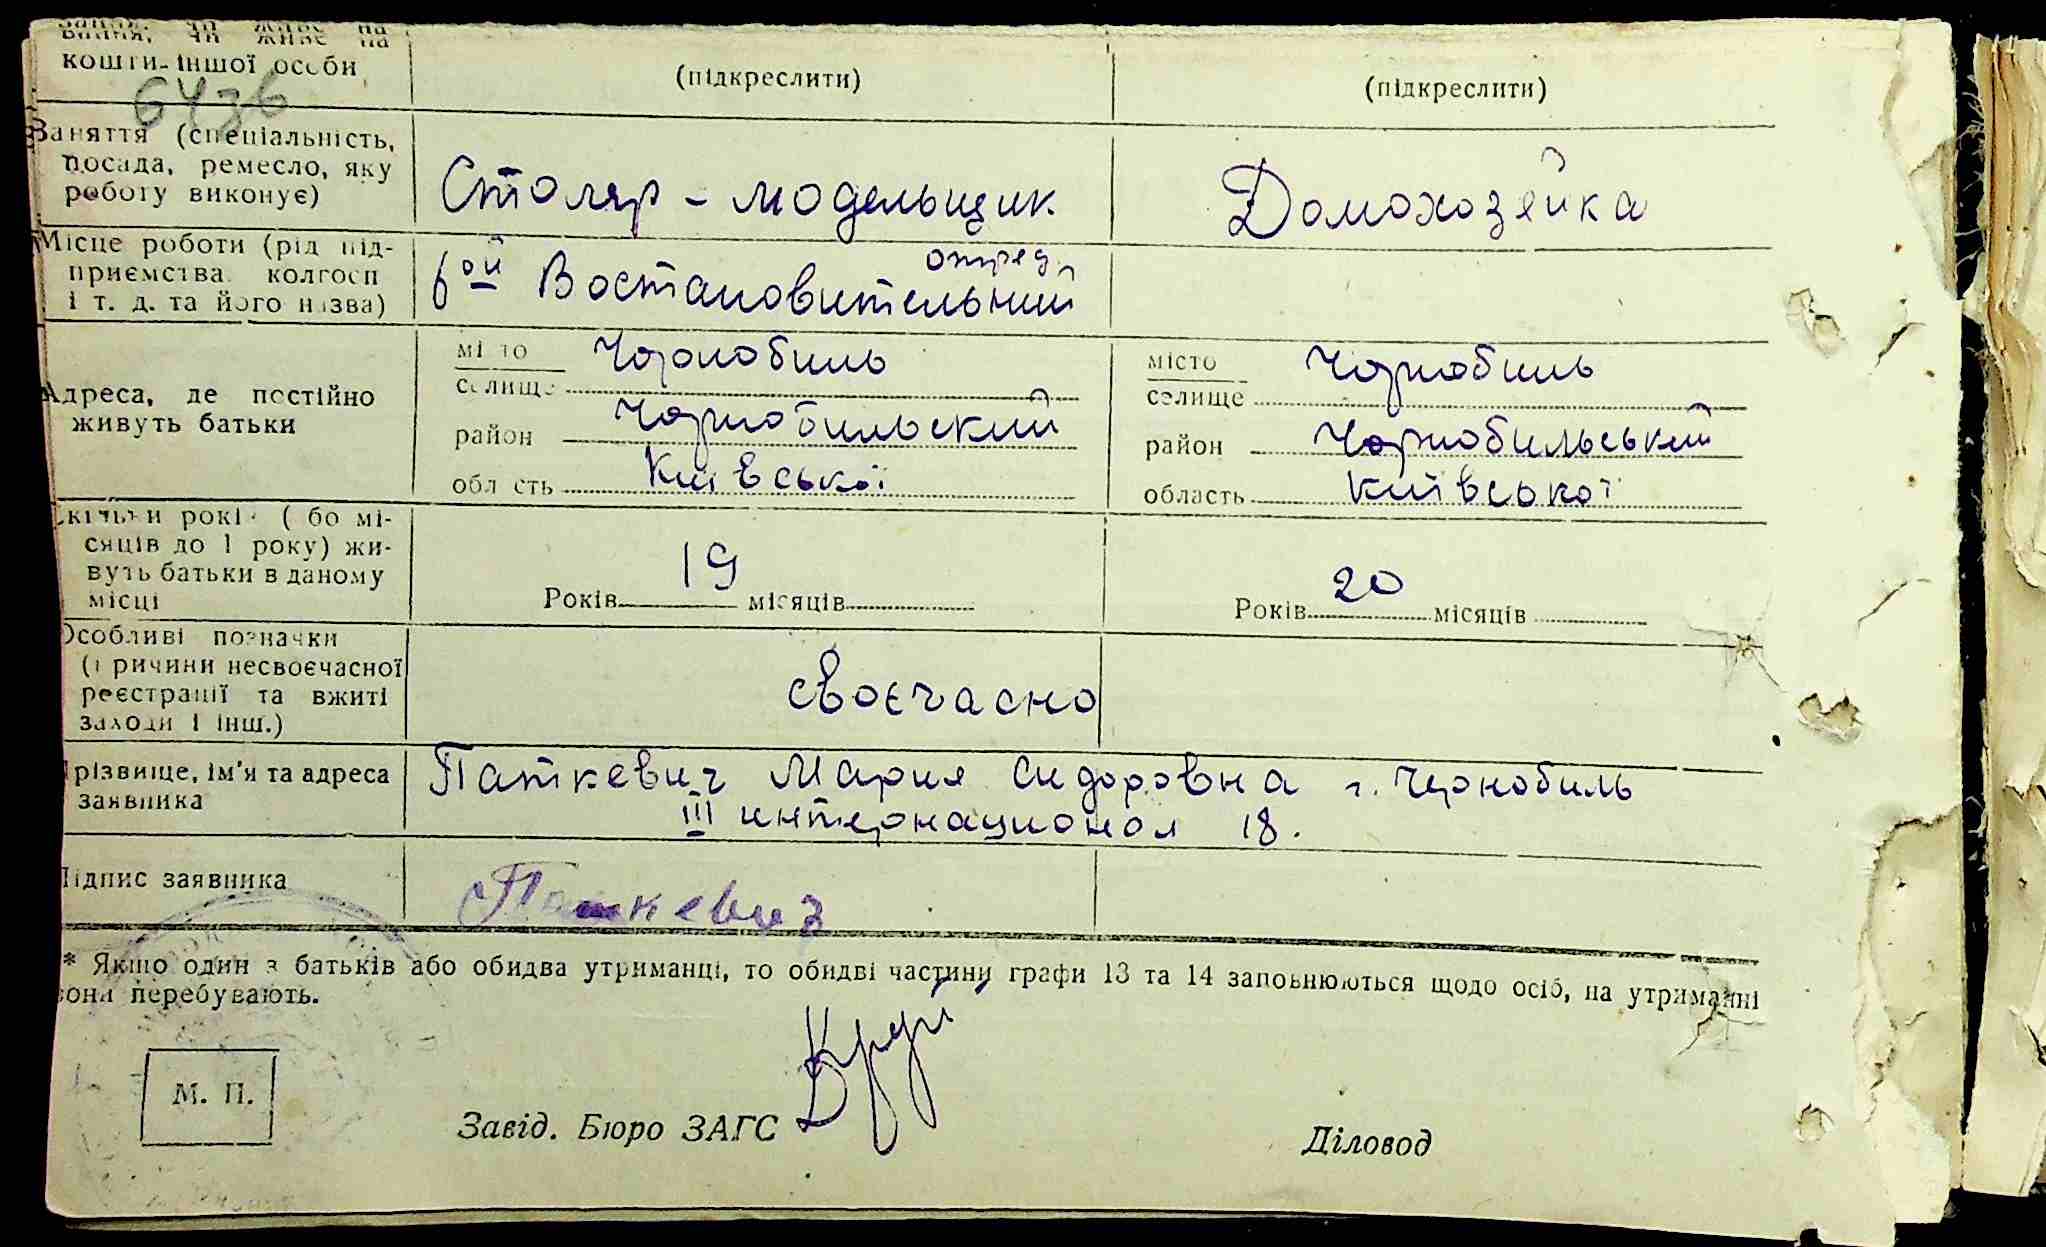 вання, чи живе на
кошти іншої особи
(підкреслити) (підкреслити)
6436
Заняття (спеціальність,
посада, ремесло, яку
роботу виконує)
Столяр - модельщик
Домохозяйка
Місце роботи (рід під-
приємства колгосп
і т. д. та його назва)
отряд
6ой Востановительний
Адреса, де постійно
живуть батьки
місто Чорнобиль
селище
район Чорнобильский
область Київської
місто Чорнобиль
селище
район Чорнобильський
область Київської
Скільки років (або мі-
сяців до 1 року) жи-
вуть батьки в даному
місці
Років 19 місяців
Років 20 місяців
Особливі позначки
(причини несвоєчасної
реєстрації та вжиті
заходи і інш.)
своєчасно
Прізвище, ім'я та адреса
заявника
Паткевич Мария Сидоровна г. Чернобиль
III интернационал 18.
Підпис заявника
Паткевич
* Якщо один з батьків або обидва утриманці, то обидві частини графи 13 та 14 заповнюються щодо осіб, на утриманні
вони перебувають.
М. П.
Завід. Бюро ЗАГС
Діловод